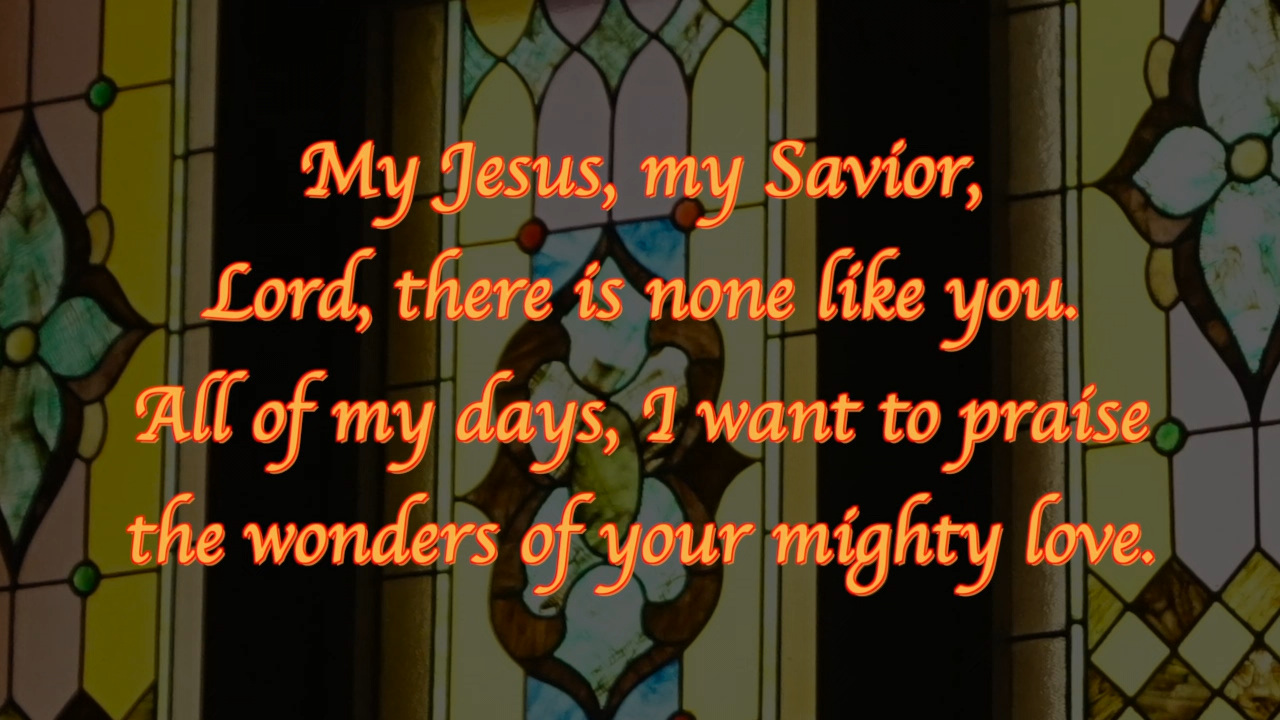 My Jesus, my Savior,
Lord, there is none like you.
All of my days, I want to praise
the wonders of your mighty love.